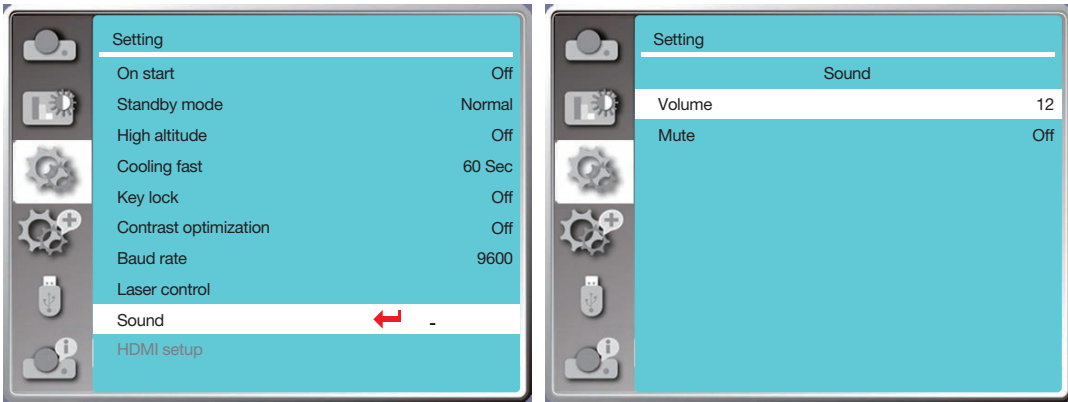 Setting
On start Off
Standby mode Normal
High altitude Off
Cooling fast 60 Sec
Key lock Off
Contrast optimization Off
Baud rate 9600
Laser control
Sound -
HDMI setup
Setting
Sound
Volume 12
Mute Off